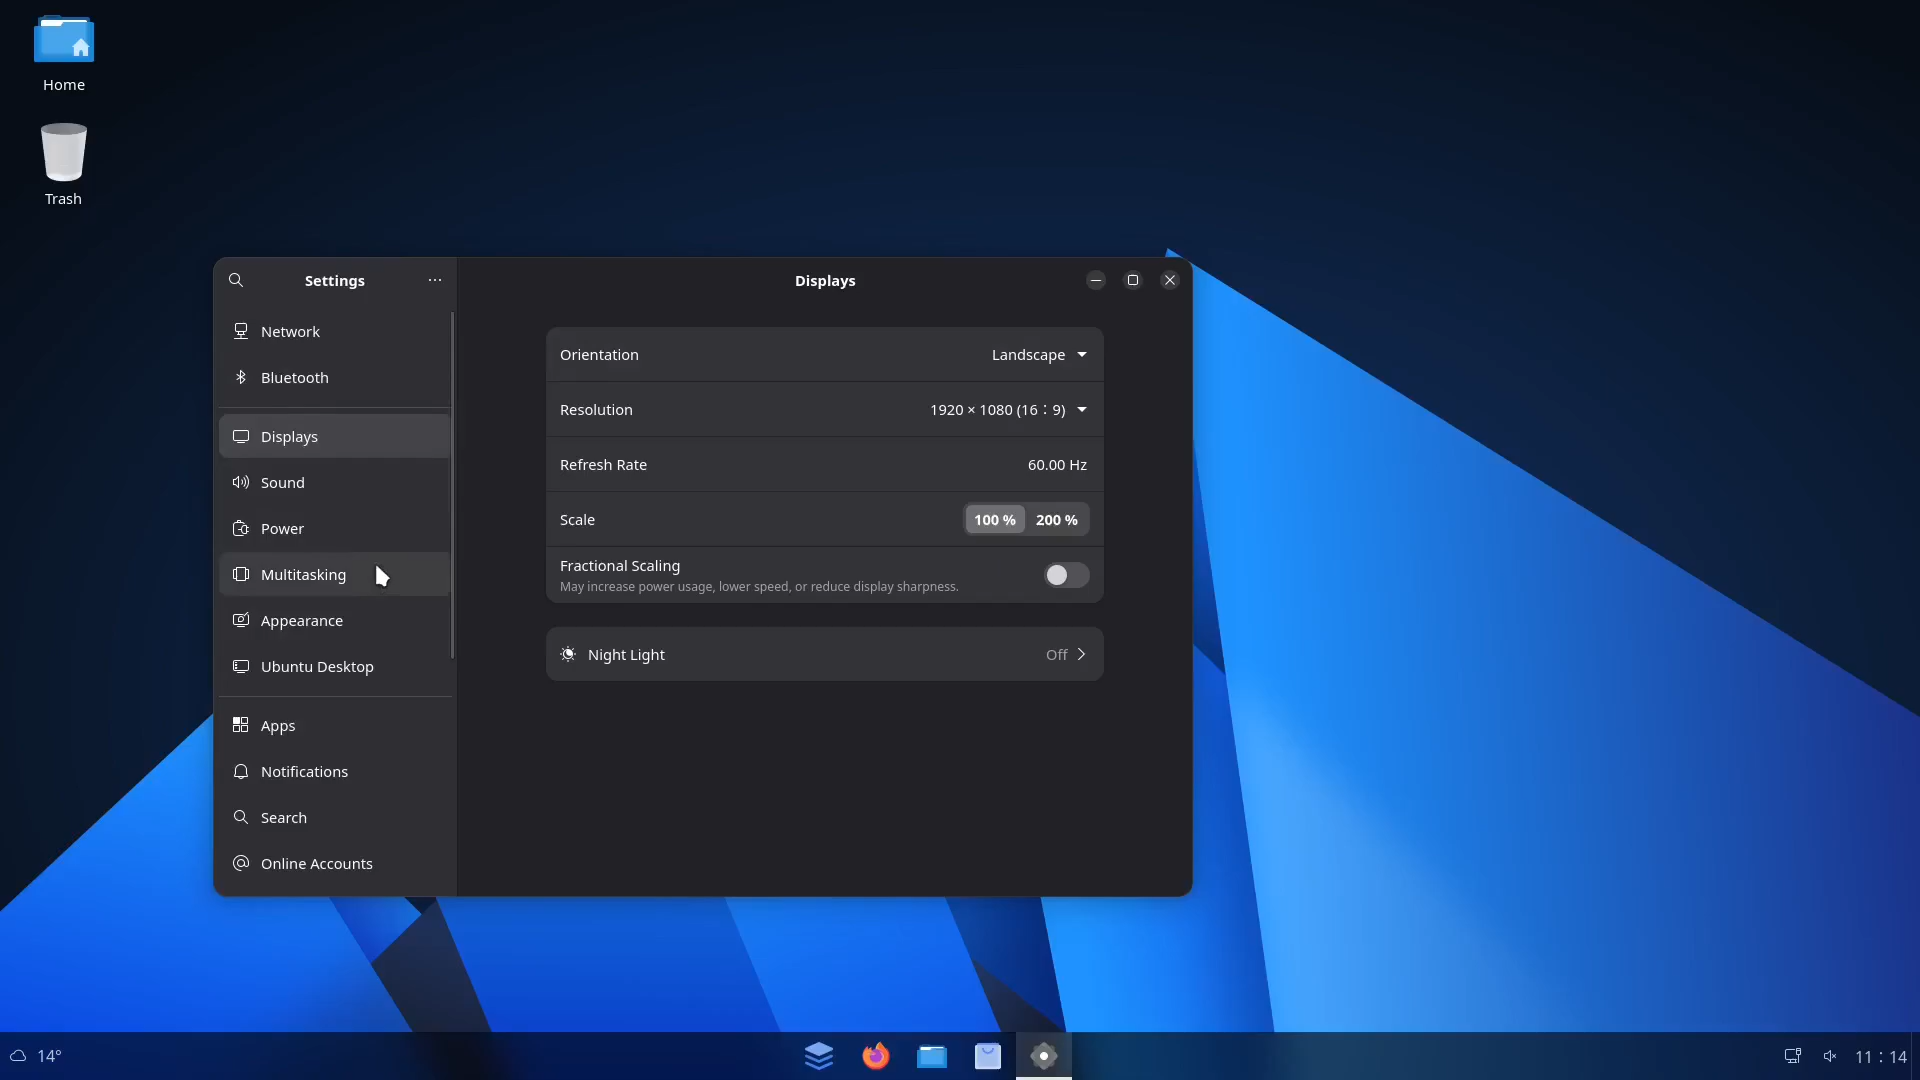 Home
Trash
Settings
Displays
Network
Bluetooth
Displays
Sound
Power
Multitasking
Appearance
Ubuntu Desktop
Apps
Notifications
Search
Online Accounts
Orientation Landscape
Resolution 1920 × 1080 (16∶9)
Refresh Rate 60.00 Hz
Scale 100 % 200 %
Fractional Scaling
May increase power usage, lower speed, or reduce display sharpness.
Night Light Off
14°
11∶14